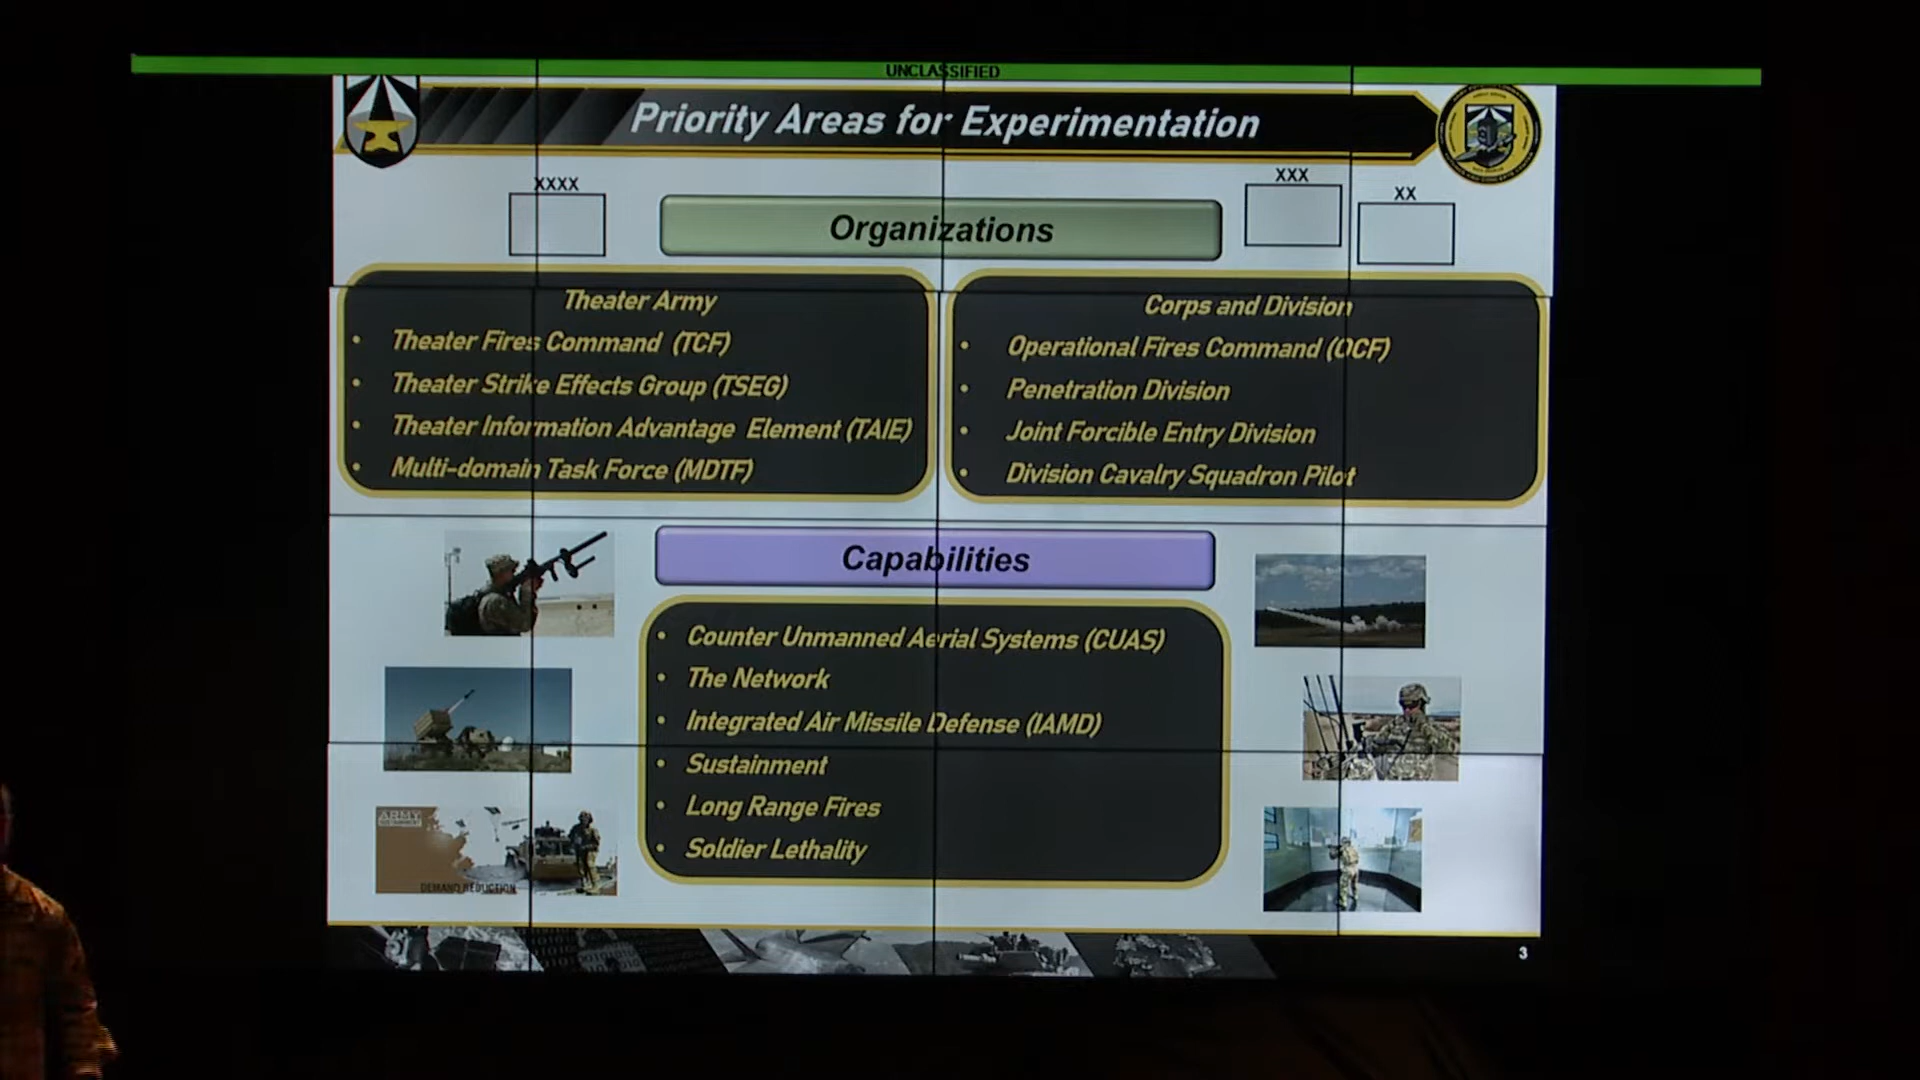 UNCLASSIFIED
Priority Areas for Experimentation
XXXX
XXX
XX
Organizations
Theater Army
• Theater Fires Command (TCF)
• Theater Strike Effects Group (TSEG)
• Theater Information Advantage Element (TAIE)
• Multi-domain Task Force (MDTF)
Corps and Division
• Operational Fires Command (OCF)
• Penetration Division
• Joint Forcible Entry Division
• Division Cavalry Squadron Pilot
Capabilities
• Counter Unmanned Aerial Systems (CUAS)
• The Network
• Integrated Air Missile Defense (IAMD)
• Sustainment
• Long Range Fires
• Soldier Lethality
ARMY
DEMAND REDUCTION
3